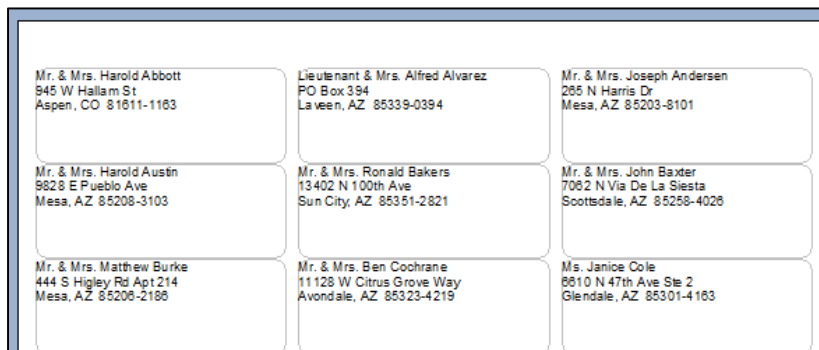 Mr. & Mrs. Harold Abbott
945 W Hallam St
Aspen, CO 81611-1163
Lieutenant & Mrs. Alfred Alvarez
PO Box 394
Laveen, AZ 85339-0394
Mr. & Mrs. Joseph Andersen
265 N Harris Dr
Mesa, AZ 85203-8101
Mr. & Mrs. Harold Austin
9828 E Pueblo Ave
Mesa, AZ 85208-3103
Mr. & Mrs. Ronald Bakers
13402 N 100th Ave
Sun City, AZ 85351-2821
Mr. & Mrs. John Baxter
7062 N Via De La Siesta
Scottsdale, AZ 85258-4026
Mr. & Mrs. Matthew Burke
444 S Higley Rd Apt 214
Mesa, AZ 85206-2186
Mr. & Mrs. Ben Cochrane
11128 W Citrus Grove Way
Avondale, AZ 85323-4219
Ms. Janice Cole
6610 N 47th Ave Ste 2
Glendale, AZ 85301-4163